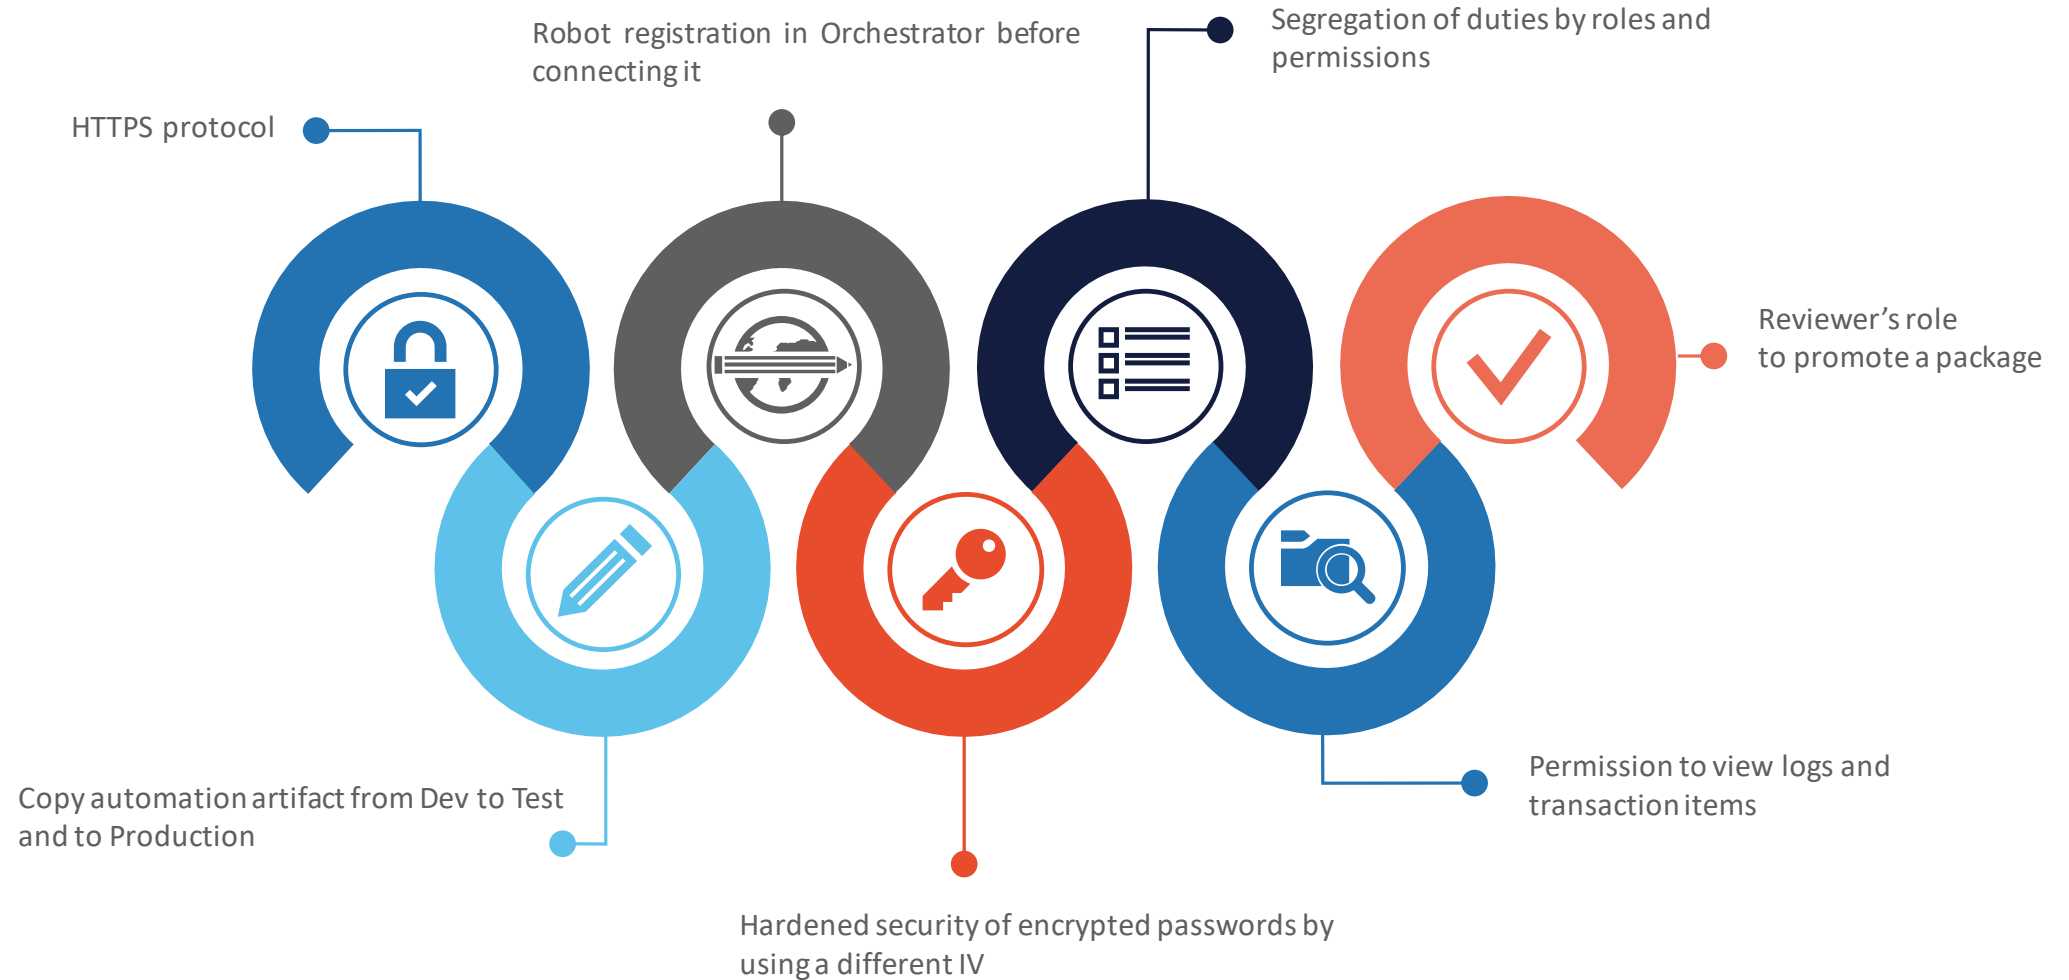 HTTPS protocol
Copy automation artifact from Dev to Test
and to Production
Robot registration in Orchestrator before
connecting it
Hardened security of encrypted passwords by
using a different IV
Segregation of duties by roles and
permissions
Permission to view logs and
transaction items
Reviewer’s role
to promote a package